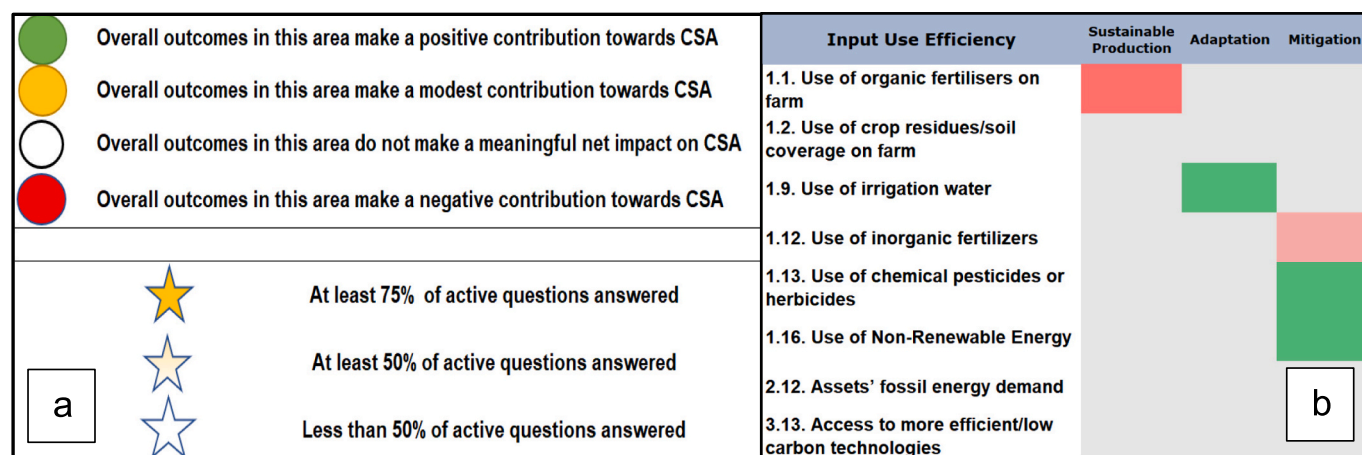 Overall outcomes in this area make a positive contribution towards CSA
Overall outcomes in this area make a modest contribution towards CSA
Overall outcomes in this area do not make a meaningful net impact on CSA
Overall outcomes in this area make a negative contribution towards CSA
At least 75% of active questions answered
At least 50% of active questions answered
Less than 50% of active questions answered
a
Input Use Efficiency
Sustainable
Production
Adaptation
Mitigation
1.1. Use of organic fertilisers on
farm
1.2. Use of crop residues/soil
coverage on farm
1.9. Use of irrigation water
1.12. Use of inorganic fertilizers
1.13. Use of chemical pesticides or
herbicides
1.16. Use of Non-Renewable Energy
2.12. Assets’ fossil energy demand
3.13. Access to more efficient/low
carbon technologies
b